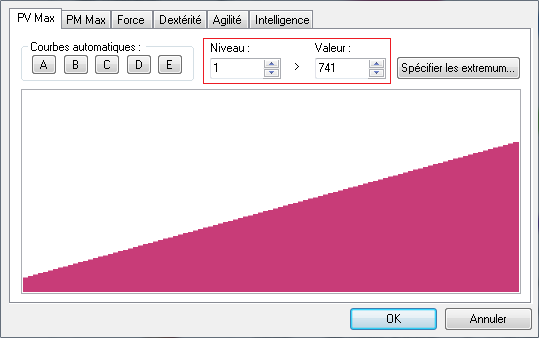 PV Max PM Max Force Dextérité Agilité Intelligence
Courbes automatiques : Niveau : Valeur :
A B C D E 1 > 741 Spécifier les extremum...
OK Annuler